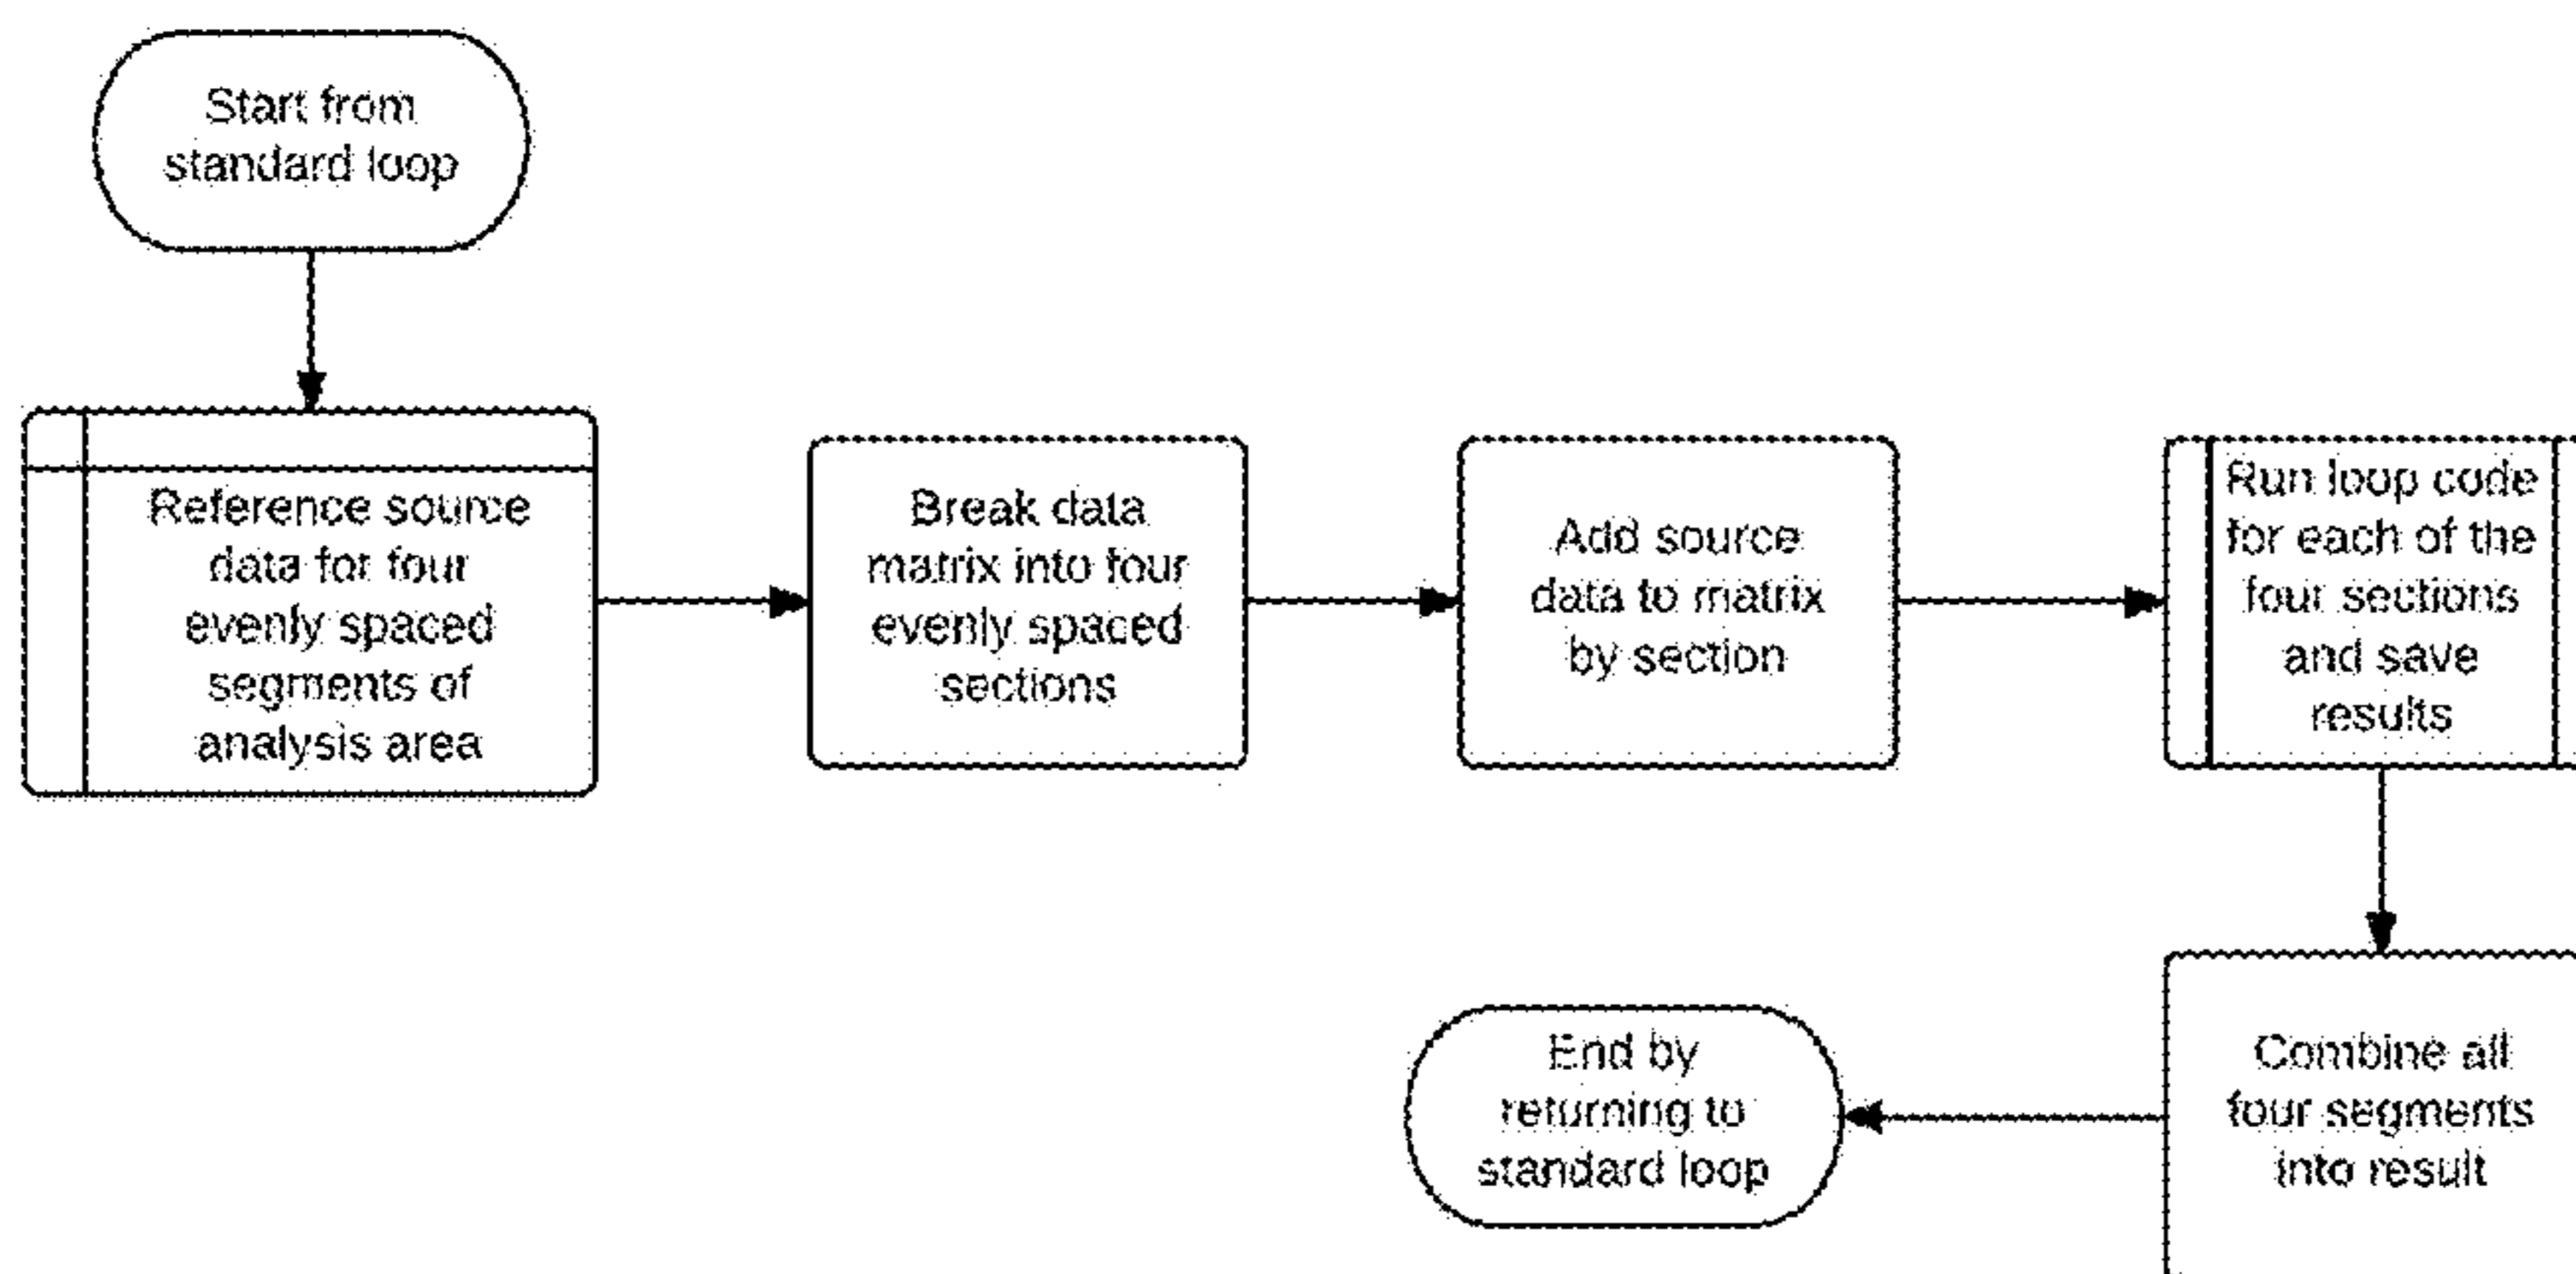 Start from
standard loop
Reference source
data for four
evenly spaced
segments of
analysis area
Break data
matrix into four
evenly spaced
sections
Add source
data to matrix
by section
Run loop code
for each of the
four sections
and save
results
Combine all
four segments
into result
End by
returning to
standard loop